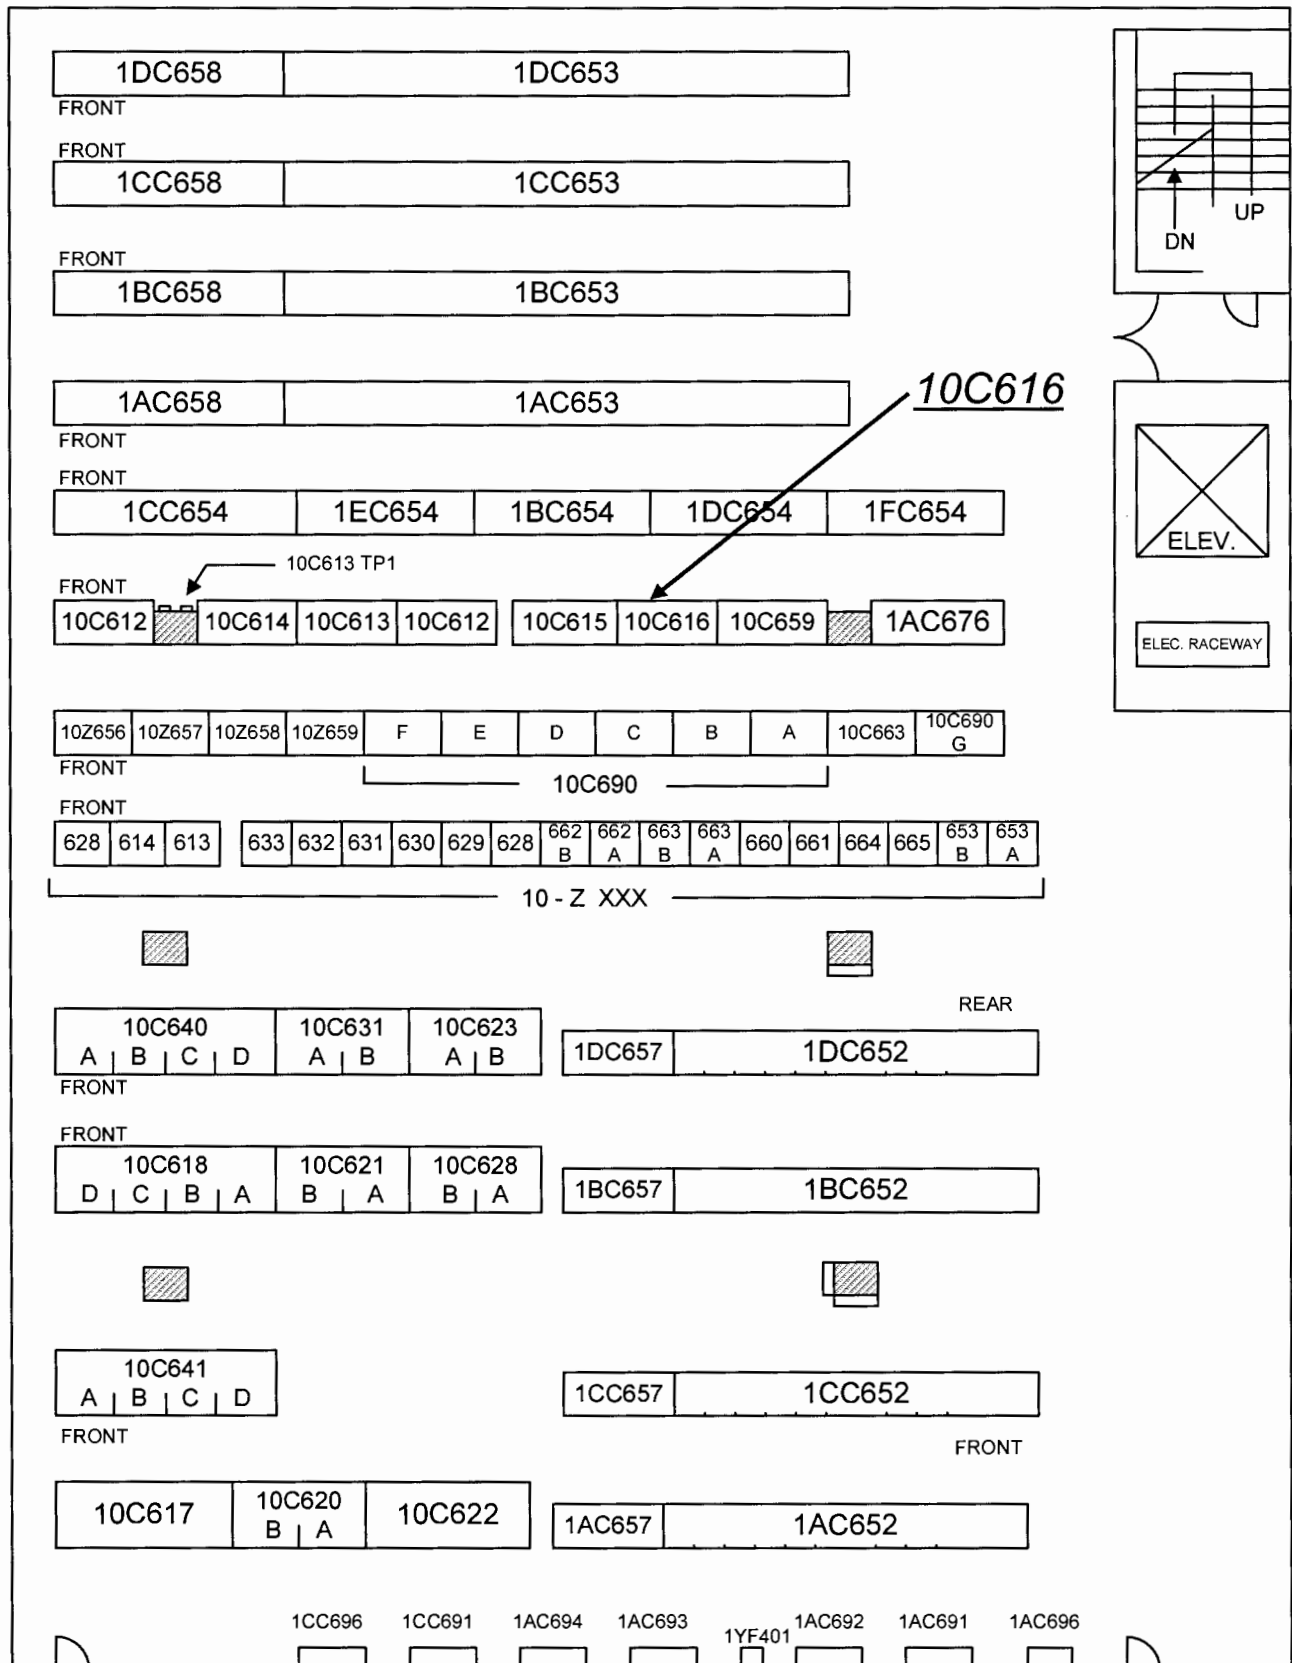 1DC658 1DC653
FRONT
FRONT
1CC658 1CC653
UP
DN
FRONT
1BC658 1BC653
10C616
1AC658 1AC653
FRONT
FRONT
1CC654 1EC654 1BC654 1DC654 1FC654
ELEV.
10C613 TP1
FRONT
10C612 10C614 10C613 10C612 10C615 10C616 10C659 1AC676
ELEC. RACEWAY
10Z656 10Z657 10Z658 10Z659 F E D C B A 10C663 10C690 G
FRONT
10C690
FRONT
628 614 613 633 632 631 630 629 628 662 B 662 A 663 B 663 A 660 661 664 665 653 B 653 A
10 - Z XXX
REAR
10C640 10C631 10C623
A B C D A B A B
1DC657 1DC652
FRONT
FRONT
10C618 10C621 10C628
D C B A B A B A
1BC657 1BC652
10C641
A B C D
1CC657 1CC652
FRONT
FRONT
10C617 10C620 10C622
B A
1AC657 1AC652
1CC696 1CC691 1AC694 1AC693 1YF401 1AC692 1AC691 1AC696